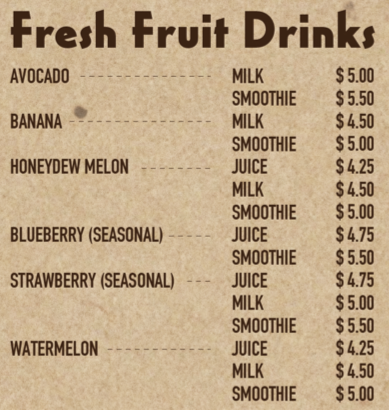 Fresh Fruit Drinks
AVOCADO MILK $5.00
SMOOTHIE $5.50
BANANA MILK $4.50
SMOOTHIE $5.00
HONEYDEW MELON JUICE $4.25
MILK $4.50
SMOOTHIE $5.00
BLUEBERRY (SEASONAL) JUICE $4.75
SMOOTHIE $5.50
STRAWBERRY (SEASONAL) JUICE $4.75
MILK $5.00
SMOOTHIE $5.50
WATERMELON JUICE $4.25
MILK $4.50
SMOOTHIE $5.00